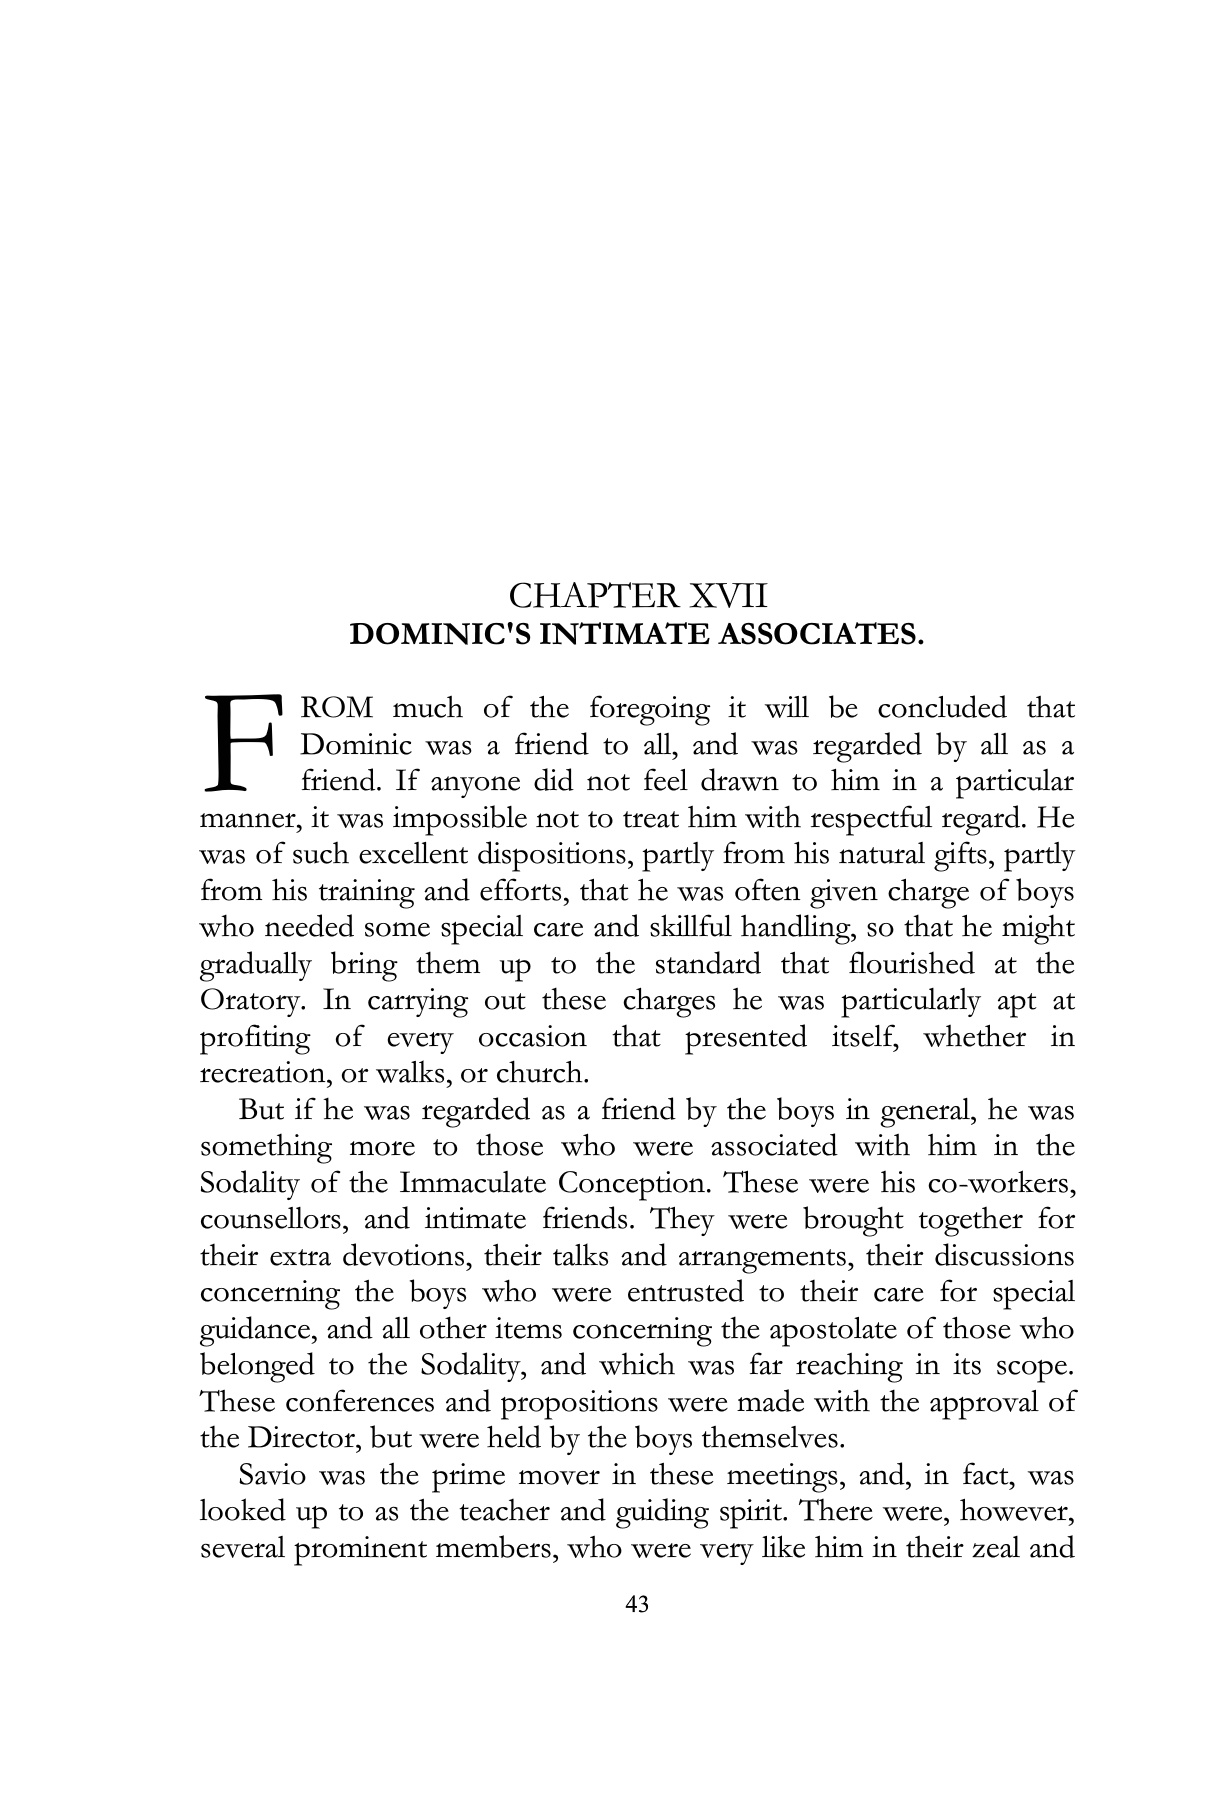 CHAPTER XVII
DOMINIC'S INTIMATE ASSOCIATES.
FROM much of the foregoing it will be concluded that
Dominic was a friend to all, and was regarded by all as a
friend. If anyone did not feel drawn to him in a particular
manner, it was impossible not to treat him with respectful regard. He
was of such excellent dispositions, partly from his natural gifts, partly
from his training and efforts, that he was often given charge of boys
who needed some special care and skillful handling, so that he might
gradually bring them up to the standard that flourished at the
Oratory. In carrying out these charges he was particularly apt at
profiting of every occasion that presented itself, whether in
recreation, or walks, or church.
But if he was regarded as a friend by the boys in general, he was
something more to those who were associated with him in the
Sodality of the Immaculate Conception. These were his co-workers,
counsellors, and intimate friends. They were brought together for
their extra devotions, their talks and arrangements, their discussions
concerning the boys who were entrusted to their care for special
guidance, and all other items concerning the apostolate of those who
belonged to the Sodality, and which was far reaching in its scope.
These conferences and propositions were made with the approval of
the Director, but were held by the boys themselves.
Savio was the prime mover in these meetings, and, in fact, was
looked up to as the teacher and guiding spirit. There were, however,
several prominent members, who were very like him in their zeal and
43